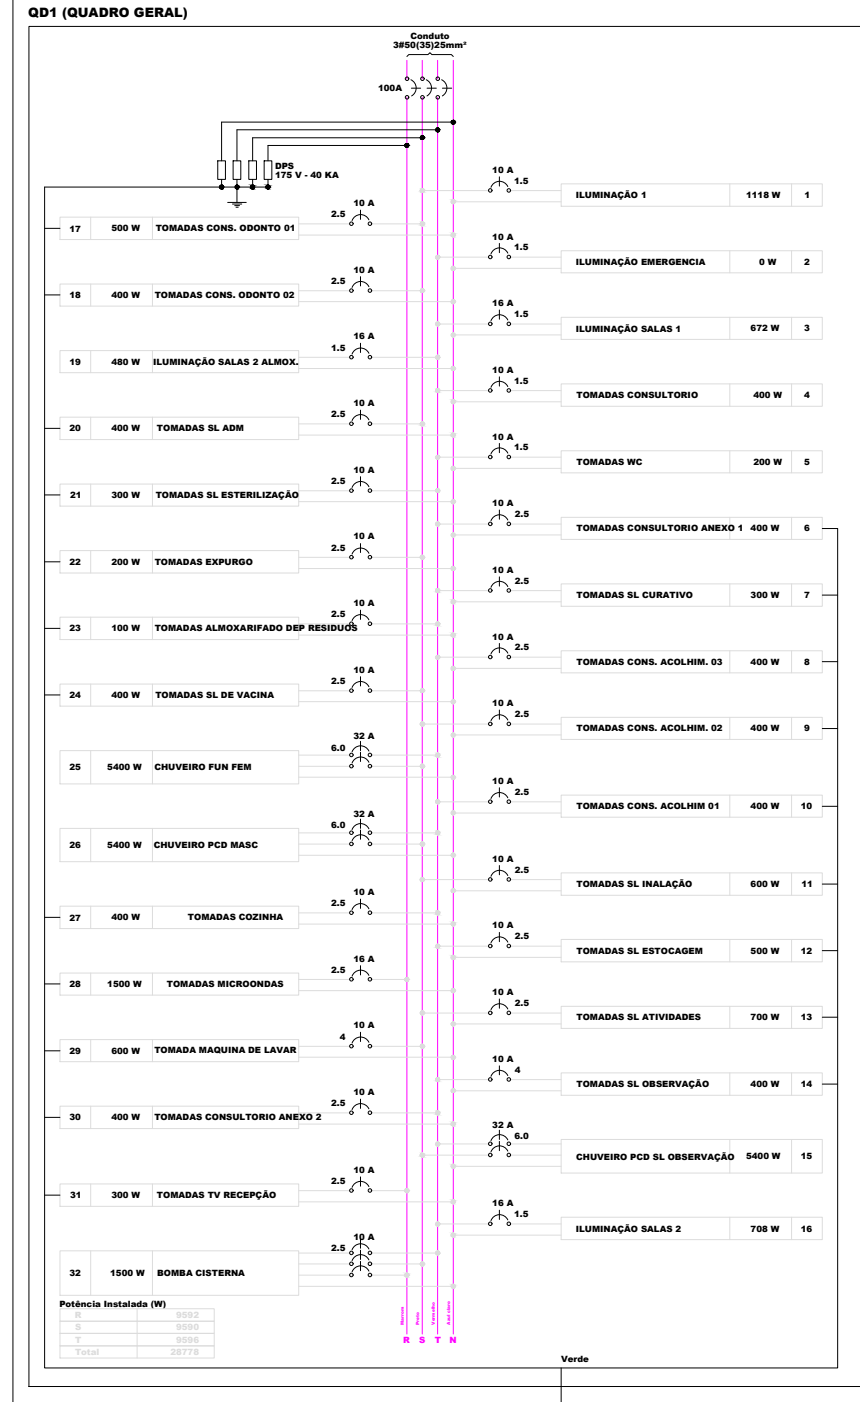 QD1 (QUADRO GERAL)
Conduto
3#50(35)25mm²
100A
DPS
175 V - 40 KA
10 A
1.5
ILUMINAÇÃO 1 1118 W 1
10 A
1.5
ILUMINAÇÃO EMERGENCIA 0 W 2
16 A
1.5
ILUMINAÇÃO SALAS 1 672 W 3
10 A
1.5
TOMADAS CONSULTORIO 400 W 4
10 A
1.5
TOMADAS WC 200 W 5
10 A
2.5
TOMADAS CONSULTORIO ANEXO 1 400 W 6
10 A
2.5
TOMADAS SL CURATIVO 300 W 7
10 A
2.5
TOMADAS CONS. ACOLHIM. 03 400 W 8
10 A
2.5
TOMADAS CONS. ACOLHIM. 02 400 W 9
10 A
2.5
TOMADAS CONS. ACOLHIM 01 400 W 10
10 A
2.5
TOMADAS SL INALAÇÃO 600 W 11
10 A
2.5
TOMADAS SL ESTOCAGEM 500 W 12
10 A
2.5
TOMADAS SL ATIVIDADES 700 W 13
10 A
4
TOMADAS SL OBSERVAÇÃO 400 W 14
32 A
6.0
CHUVEIRO PCD SL OBSERVAÇÃO 5400 W 15
16 A
1.5
ILUMINAÇÃO SALAS 2 708 W 16
10 A
2.5
17 500 W TOMADAS CONS. ODONTO 01
10 A
2.5
18 400 W TOMADAS CONS. ODONTO 02
16 A
1.5
19 480 W ILUMINAÇÃO SALAS 2 ALMOX.
10 A
2.5
20 400 W TOMADAS SL ADM
10 A
2.5
21 300 W TOMADAS SL ESTERILIZAÇÃO
10 A
2.5
22 200 W TOMADAS EXPURGO
10 A
2.5
23 100 W TOMADAS ALMOXARIFADO DEP RESIDUOS
10 A
2.5
24 400 W TOMADAS SL DE VACINA
32 A
6.0
25 5400 W CHUVEIRO FUN FEM
32 A
6.0
26 5400 W CHUVEIRO PCD MASC
10 A
2.5
27 400 W TOMADAS COZINHA
16 A
2.5
28 1500 W TOMADAS MICROONDAS
10 A
4
29 600 W TOMADA MAQUINA DE LAVAR
10 A
2.5
30 400 W TOMADAS CONSULTORIO ANEXO 2
10 A
2.5
31 300 W TOMADAS TV RECEPÇÃO
10 A
2.5
32 1500 W BOMBA CISTERNA
Potência Instalada (W)
R 9592
S 9590
T 9596
Total 28778
Marrom Preto Vermelho Azul claro
R S T N
Verde